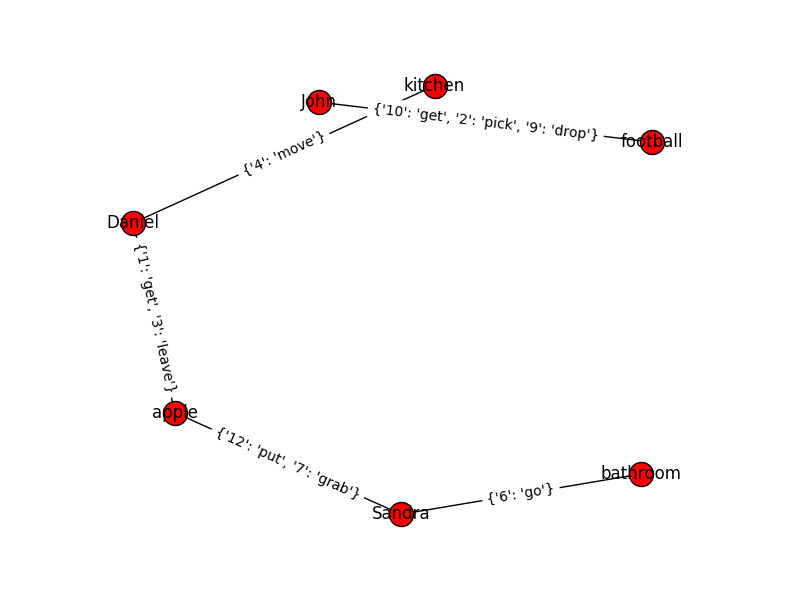 kitchen
John
{'10': 'get', '2': 'pick', '9': 'drop'}
football
{'4': 'move'}
Daniel
{'1': 'get', '3': 'leave'}
apple
{'12': 'put', '7': 'grab'}
bathroom
{'6': 'go'}
Sandra